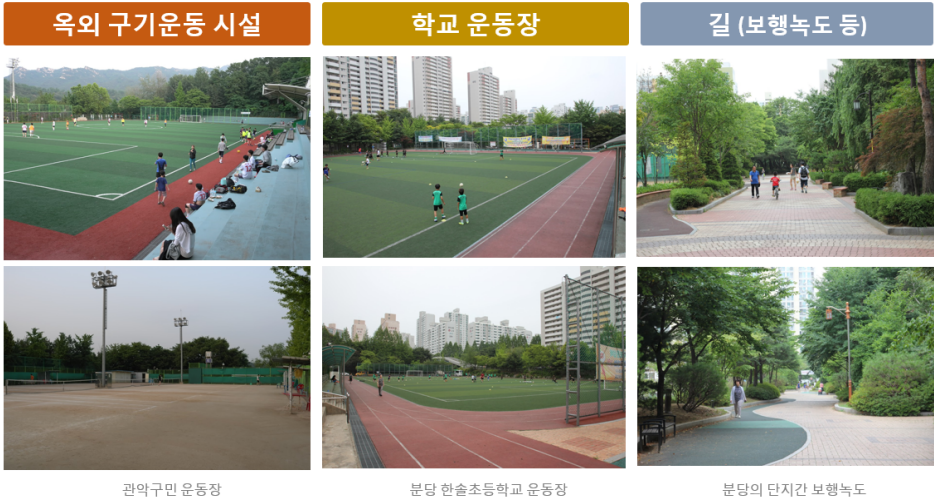 옥외 구기운동 시설
학교 운동장
길 (보행녹도 등)
관악구민 운동장
분당 한솔초등학교 운동장
분당의 단지간 보행녹도